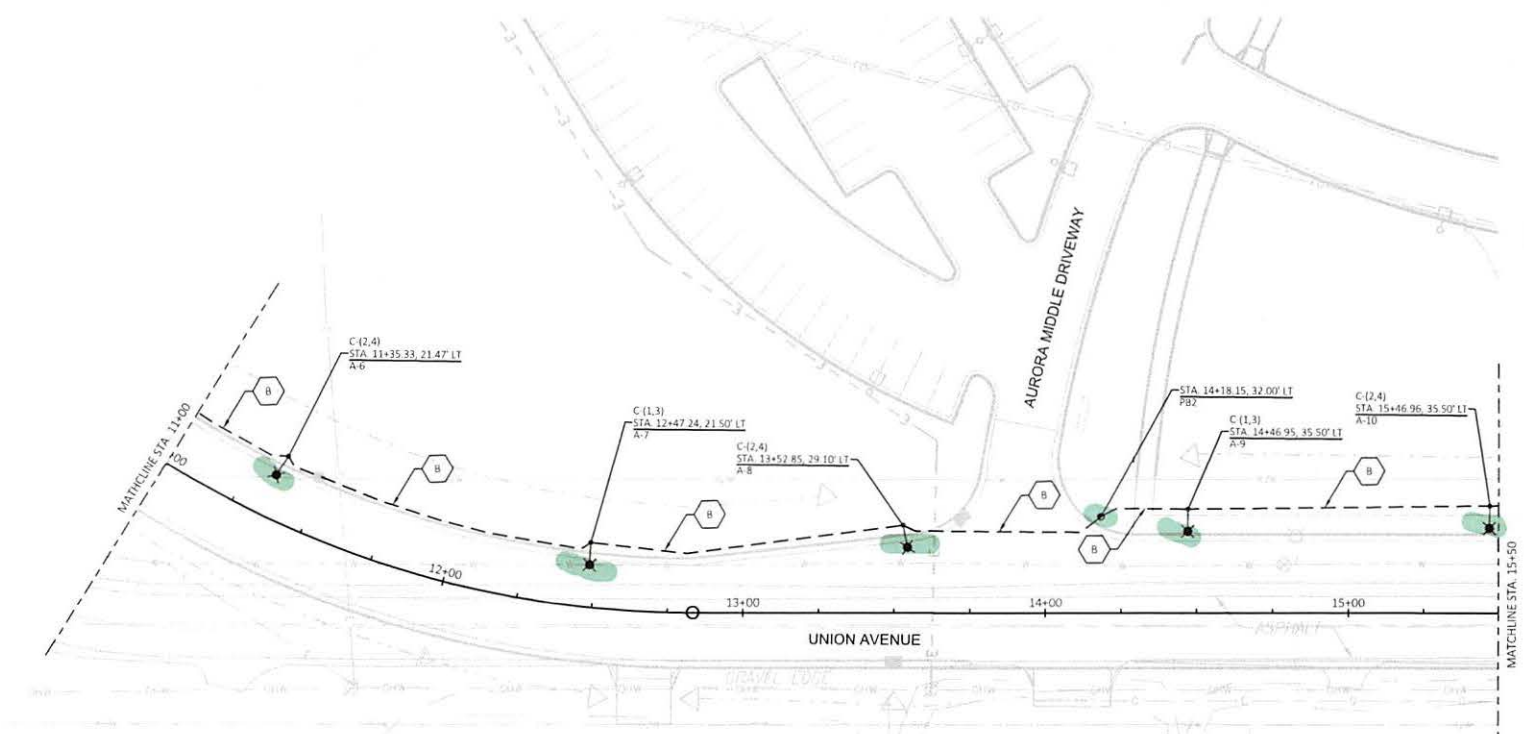 AURORA MIDDLE DRIVEWAY
C-(2,4)
STA. 11+35.33, 21.47' LT
A-6
B
MATHCLINE STA. 11+00
+00
B
C-(1,3)
STA. 12+47.24, 21.50' LT
A-7
C-(2,4)
STA. 13+52.85, 29.10' LT
A-8
B
B
STA. 14+18.15, 32.00' LT
PB2
C (1,3)
STA. 14+46.95, 35.50' LT
A-9
C-(2,4)
STA. 15+46.96, 35.50' LT
A-10
B
B
12+00
13+00
14+00
15+00
MATCHLINE STA. 15+50
UNION AVENUE
ASPHALT
GRAVEL EDGE